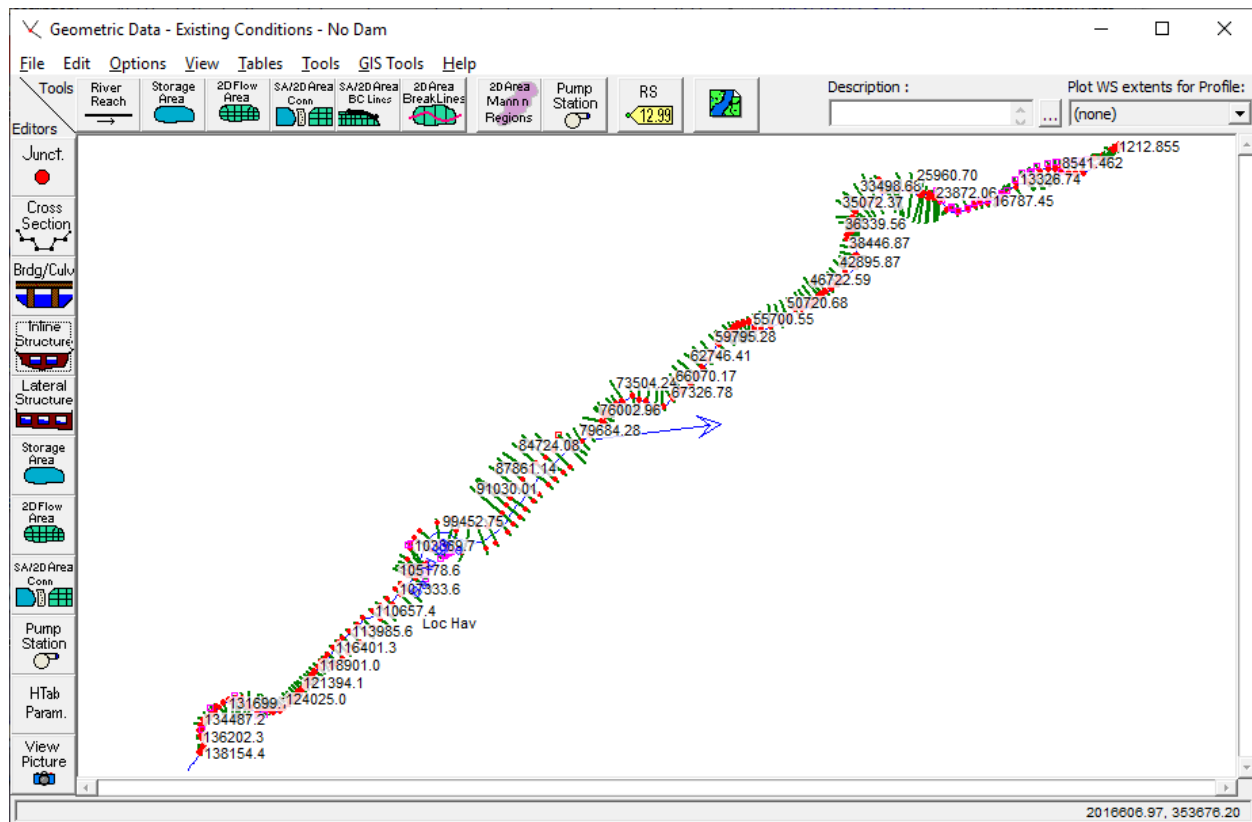 Geometric Data - Existing Conditions - No Dam
File Edit Options View Tables Tools GIS Tools Help
Tools
Editors
River Reach
Storage Area
2D Flow Area
SA/2D Area Conn
SA/2D Area BC Lines
2D Area BreakLines
2D Area Mann n Regions
Pump Station
RS
12.99
Description :
...
Plot WS extents for Profile:
(none)
Junct.
Cross Section
Brdg/Culv
Inline Structure
Lateral Structure
Storage Area
2D Flow Area
SA/2D Area Conn
Pump Station
HTab Param.
View Picture
1212.855
8541.462
13326.74
16787.45
25960.70
23872.06
33498.68
35072.37
36339.56
38446.87
42895.87
46722.59
50720.68
55700.55
59795.28
62746.41
66070.17
67326.78
73504.24
76002.96
79684.28
84724.08
87861.14
91030.01
99452.75
105178.6
107333.6
110657.4
Loc Hav
113985.6
116401.3
118901.0
121394.1
124025.0
134487.2
136202.3
138154.4
2016606.97, 353676.20